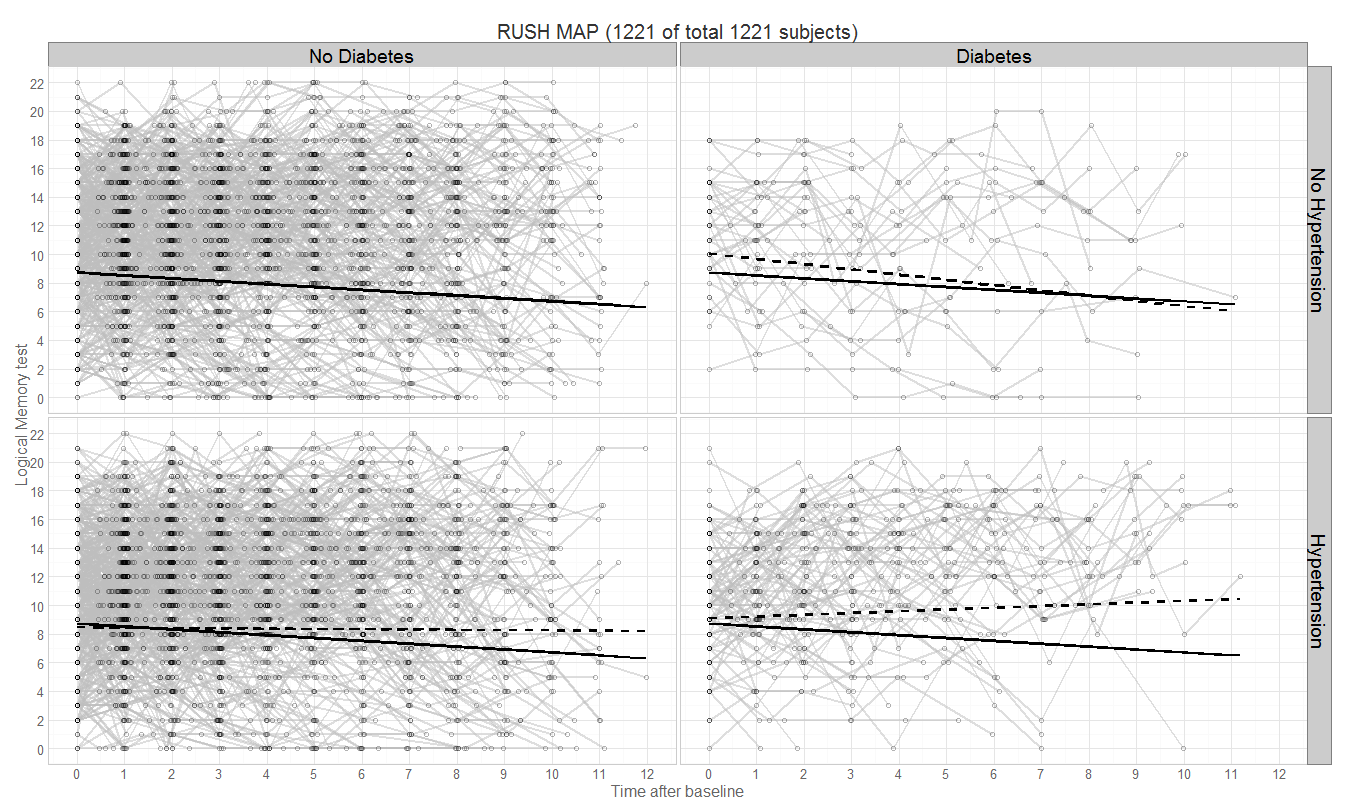 RUSH MAP (1221 of total 1221 subjects)
No Diabetes
Diabetes
22
20
18
16
14
12
10
8
6
4
2
0
No Hypertension
Logical Memory test
22
20
18
16
14
12
10
8
6
4
2
0
Hypertension
0 1 2 3 4 5 6 7 8 9 10 11 12
0 1 2 3 4 5 6 7 8 9 10 11 12
Time after baseline